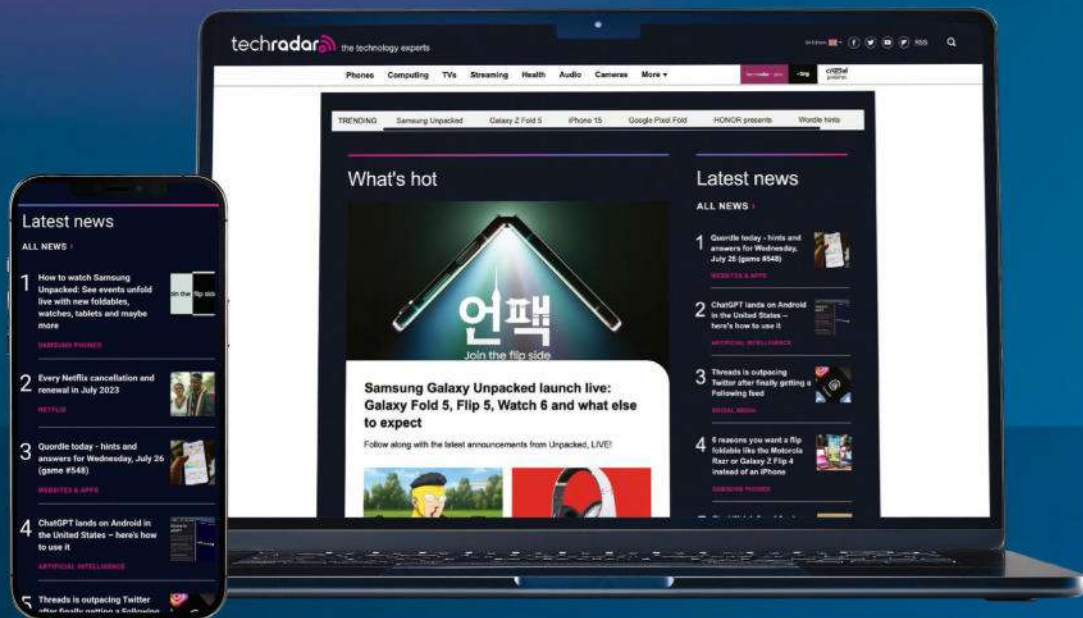 techradar the technology experts
RSS
Phones Computing TVs Streaming Health Audio Cameras More
TRENDING Samsung Unpacked Galaxy Z Fold 5 iPhone 15 Google Pixel Fold HONOR presents Wordle hints
What's hot
언팩
Join the flip side
Samsung Galaxy Unpacked launch live:
Galaxy Fold 5, Flip 5, Watch 6 and what else
to expect
Follow along with the latest announcements from Unpacked, LIVE!
Latest news
ALL NEWS
1 Quordle today - hints and
answers for Wednesday,
July 26 (game #548)
WEBSITES & APPS
2 ChatGPT lands on Android
in the United States –
here's how to use it
ARTIFICIAL INTELLIGENCE
3 Threads is outpacing
Twitter after finally getting a
Following feed
SOCIAL MEDIA
4 6 reasons you want a flip
foldable like the Motorola
Razr or Galaxy Z Flip 4
instead of an iPhone
SAMSUNG PHONES
Latest news
ALL NEWS
1 How to watch Samsung
Unpacked: See events unfold
live with new foldables,
watches, tablets and maybe
more
SAMSUNG PHONES
2 Every Netflix cancellation and
renewal in July 2023
NETFLIX
3 Quordle today - hints and
answers for Wednesday, July 26
(game #548)
WEBSITES & APPS
4 ChatGPT lands on Android in
the United States – here's how
to use it
ARTIFICIAL INTELLIGENCE
5 Threads is outpacing Twitter
after finally getting a Following